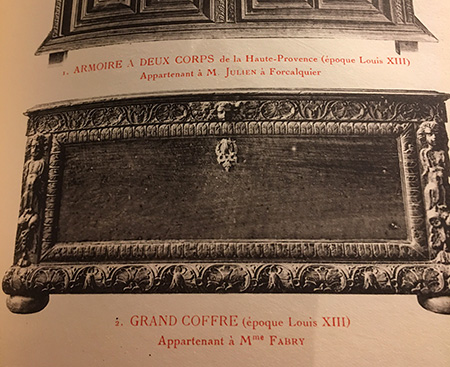 1. ARMOIRE A DEUX CORPS de la Haute-Provence (époque Louis XIII)
Appartenant à M. JULIEN à Forcalquier
2. GRAND COFFRE (époque Louis XIII)
Appartenant à Mme FABRY